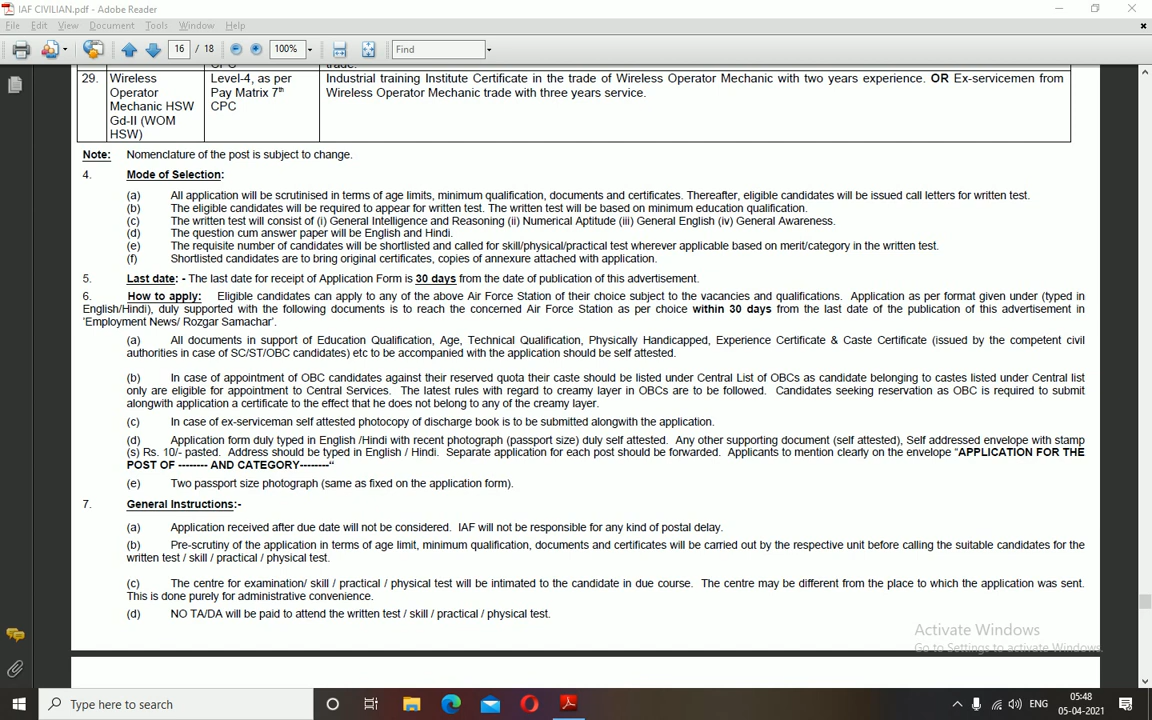 IAF CIVILIAN.pdf - Adobe Reader
File Edit View Document Tools Window Help
16 / 18 100% Find
trade.
29. Wireless Operator Mechanic HSW Gd-II (WOM HSW) Level-4, as per Pay Matrix 7th CPC Industrial training Institute Certificate in the trade of Wireless Operator Mechanic with two years experience. OR Ex-servicemen from
Wireless Operator Mechanic trade with three years service.
Note: Nomenclature of the post is subject to change.
4. Mode of Selection:
(a) All application will be scrutinised in terms of age limits, minimum qualification, documents and certificates. Thereafter, eligible candidates will be issued call letters for written test.
(b) The eligible candidates will be required to appear for written test. The written test will be based on minimum education qualification.
(c) The written test will consist of (i) General Intelligence and Reasoning (ii) Numerical Aptitude (iii) General English (iv) General Awareness.
(d) The question cum answer paper will be English and Hindi.
(e) The requisite number of candidates will be shortlisted and called for skill/physical/practical test wherever applicable based on merit/category in the written test.
(f) Shortlisted candidates are to bring original certificates, copies of annexure attached with application.
5. Last date: - The last date for receipt of Application Form is 30 days from the date of publication of this advertisement.
6. How to apply: Eligible candidates can apply to any of the above Air Force Station of their choice subject to the vacancies and qualifications. Application as per format given under (typed in
English/Hindi), duly supported with the following documents is to reach the concerned Air Force Station as per choice within 30 days from the last date of the publication of this advertisement in
'Employment News/ Rozgar Samachar'.
(a) All documents in support of Education Qualification, Age, Technical Qualification, Physically Handicapped, Experience Certificate & Caste Certificate (issued by the competent civil
authorities in case of SC/ST/OBC candidates) etc to be accompanied with the application should be self attested.
(b) In case of appointment of OBC candidates against their reserved quota their caste should be listed under Central List of OBCs as candidate belonging to castes listed under Central list
only are eligible for appointment to Central Services. The latest rules with regard to creamy layer in OBCs are to be followed. Candidates seeking reservation as OBC is required to submit
alongwith application a certificate to the effect that he does not belong to any of the creamy layer.
(c) In case of ex-serviceman self attested photocopy of discharge book is to be submitted alongwith the application.
(d) Application form duly typed in English /Hindi with recent photograph (passport size) duly self attested. Any other supporting document (self attested), Self addressed envelope with stamp
(s) Rs. 10/- pasted. Address should be typed in English / Hindi. Separate application for each post should be forwarded. Applicants to mention clearly on the envelope "APPLICATION FOR THE
POST OF -------- AND CATEGORY--------"
(e) Two passport size photograph (same as fixed on the application form).
7. General Instructions:-
(a) Application received after due date will not be considered. IAF will not be responsible for any kind of postal delay.
(b) Pre-scrutiny of the application in terms of age limit, minimum qualification, documents and certificates will be carried out by the respective unit before calling the suitable candidates for the
written test / skill / practical / physical test.
(c) The centre for examination/ skill / practical / physical test will be intimated to the candidate in due course. The centre may be different from the place to which the application was sent.
This is done purely for administrative convenience.
(d) NO TA/DA will be paid to attend the written test / skill / practical / physical test.
Activate Windows
Go to Settings to activate Windows.
Type here to search
ENG 05:48
05-04-2021